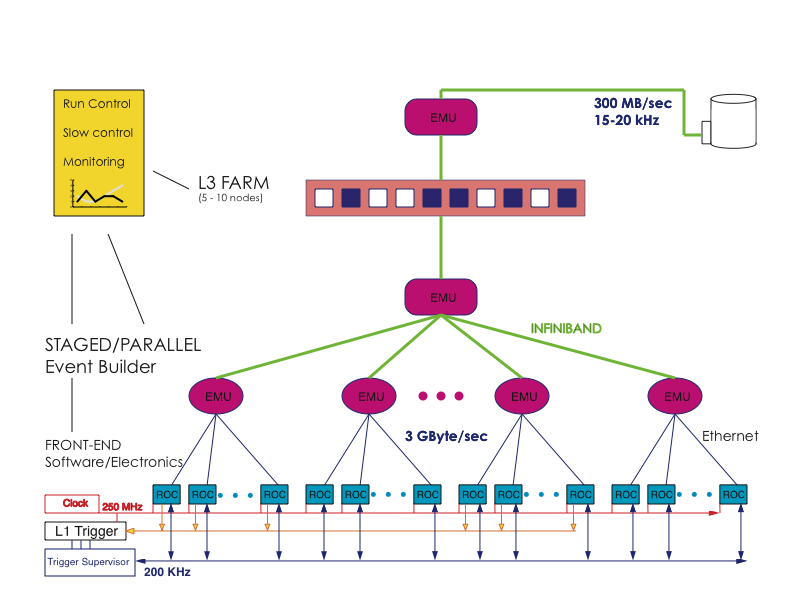 Run Control
Slow control
Monitoring
EMU
300 MB/sec
15-20 kHz
L3 FARM
(5 - 10 nodes)
EMU
INFINIBAND
STAGED/PARALLEL
Event Builder
EMU
EMU
EMU
EMU
3 GByte/sec
Ethernet
FRONT-END
Software/Electronics
ROC
ROC
ROC
ROC
ROC
ROC
ROC
ROC
ROC
ROC
ROC
ROC
Clock
250 MHz
L1 Trigger
Trigger Supervisor
200 KHz